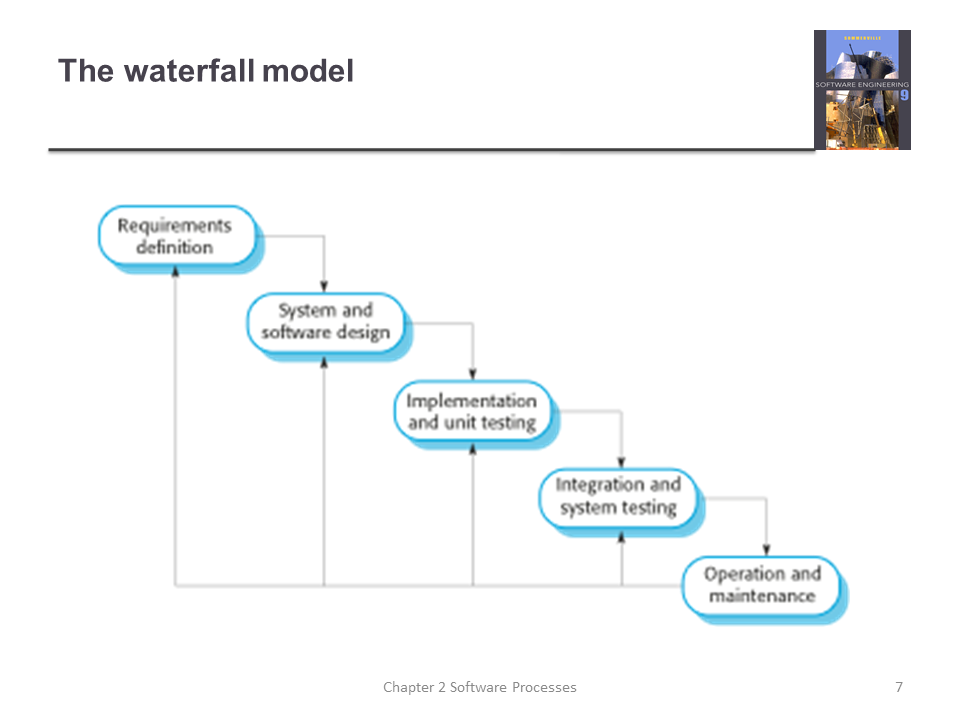 The waterfall model
SOMMERVILLE
SOFTWARE ENGINEERING
9
Requirements
definition
System and
software design
Implementation
and unit testing
Integration and
system testing
Operation and
maintenance
Chapter 2 Software Processes
7